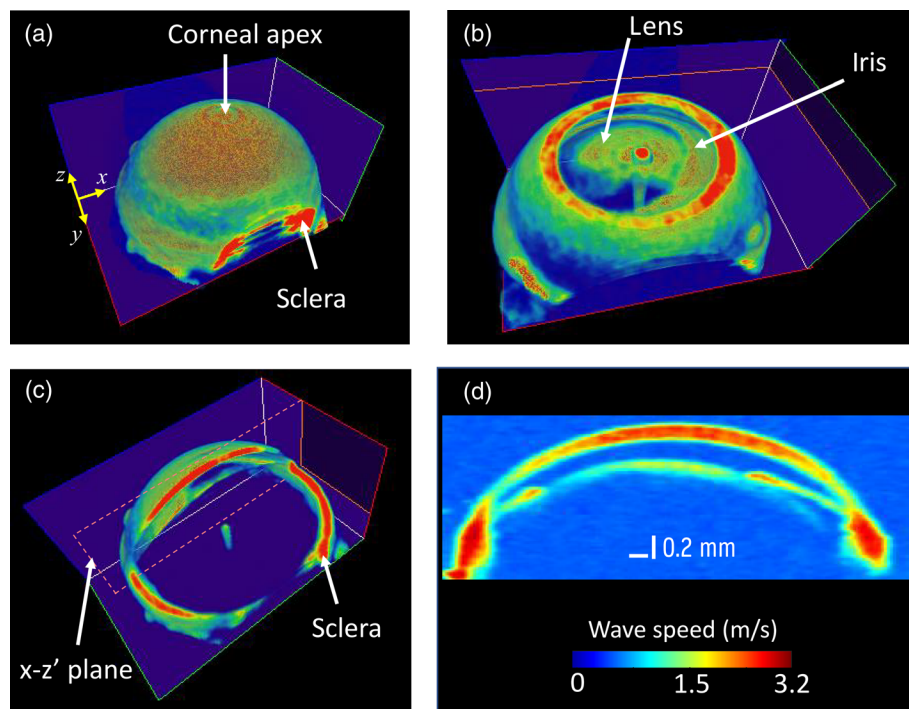 (a)
Corneal apex
z
x
y
Sclera
(b)
Lens
Iris
(c)
Sclera
x-z’ plane
(d)
0.2 mm
Wave speed (m/s)
0 1.5 3.2